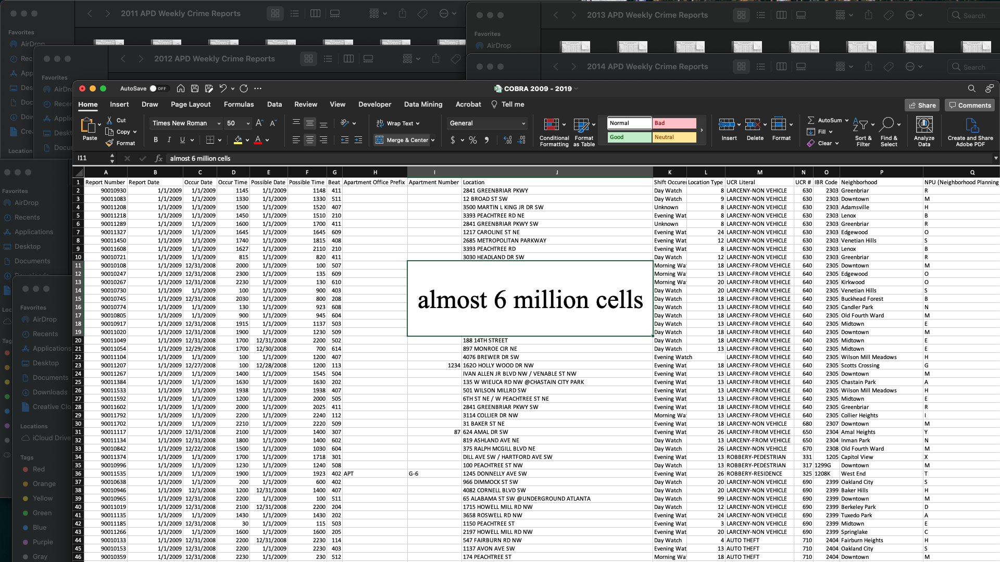 2011 APD Weekly Crime Reports
2013 APD Weekly Crime Reports
Search
Favorites
AirDrop
Favorites
AirDrop
2012 APD Weekly Crime Reports
2014 APD Weekly Crime Reports
Search
Favorites
AutoSave OFF
COBRA 2009 - 2019
Home Insert Draw Page Layout Formulas Data Review View Developer Data Mining Acrobat Tell me
Share Comments
Paste Cut Copy Format
Times New Roman 50
B I U
Wrap Text
Merge & Center
General
$ %
Conditional Formatting
Format as Table
Normal Bad
Good Neutral
Insert Delete Format
AutoSum
Fill
Clear
Sort & Filter
Find & Select
Analyze Data
Create and Share Adobe PDF
I11 fx almost 6 million cells
A B C D E F G H I J K L M N O P Q
1 Report Number Report Date Occur Date Occur Time Possible Date Possible Time Beat Apartment Office Prefix Apartment Number Location Shift Occure Location Type UCR Literal UCR # IBR Code Neighborhood NPU (Neighborhood Planning
2 90010930 1/1/2009 1/1/2009 1145 1/1/2009 1148 411 2841 GREENBRIAR PKWY Day Watch 8 LARCENY-NON VEHICLE 630 2303 Greenbriar R
3 90011083 1/1/2009 1/1/2009 1330 1/1/2009 1330 511 12 BROAD ST SW Day Watch 9 LARCENY-NON VEHICLE 630 2303 Downtown M
4 90011208 1/1/2009 1/1/2009 1500 1/1/2009 1520 407 3500 MARTIN L KING JR DR SW Unknown 8 LARCENY-NON VEHICLE 630 2303 Adamsville H
5 90011218 1/1/2009 1/1/2009 1450 1/1/2009 1510 210 3393 PEACHTREE RD NE Evening Wat 8 LARCENY-NON VEHICLE 630 2303 Lenox B
6 90011289 1/1/2009 1/1/2009 1600 1/1/2009 1700 411 2841 GREENBRIAR PKWY SW Unknown 8 LARCENY-NON VEHICLE 630 2303 Greenbriar R
7 90011327 1/1/2009 1/1/2009 1645 1/1/2009 1645 609 1217 CAROLINE ST NE Evening Wat 24 LARCENY-NON VEHICLE 630 2303 Edgewood O
8 90011450 1/1/2009 1/1/2009 1740 1/1/2009 1815 408 2685 METROPOLITAN PARKWAY Evening Wat 12 LARCENY-NON VEHICLE 630 2303 Venetian Hills S
9 90011608 1/1/2009 1/1/2009 1627 1/1/2009 2110 210 3393 PEACHTREE RD Evening Wat 8 LARCENY-NON VEHICLE 630 2303 Lenox B
10 90010721 1/1/2009 1/1/2009 815 1/1/2009 820 411 3030 HEADLAND DR SW Day Watch 12 LARCENY-NON VEHICLE 630 2303 Greenbriar R
11 90010108 1/1/2009 12/31/2008 2000 1/1/2009 100 507 Morning Wa 18 LARCENY-FROM VEHICLE 640 2305 Downtown M
12 90010247 1/1/2009 12/31/2008 2300 1/1/2009 135 609 Morning Wa 13 LARCENY-FROM VEHICLE 640 2305 Edgewood O
13 90010267 1/1/2009 12/31/2008 2230 1/1/2009 130 610 Morning Wa 20 LARCENY-FROM VEHICLE 640 2305 Kirkwood O
14 90010730 1/1/2009 1/1/2009 100 1/1/2009 900 403 Day Watch 20 LARCENY-FROM VEHICLE 640 2305 Venetian Hills S
15 90010745 1/1/2009 12/31/2008 2030 1/1/2009 800 208 Day Watch 18 LARCENY-FROM VEHICLE 640 2305 Buckhead Forest B
almost 6 million cells
16 90010774 1/1/2009 1/1/2009 130 1/1/2009 923 608 Day Watch 13 LARCENY-FROM VEHICLE 640 2305 Candler Park N
17 90010805 1/1/2009 1/1/2009 900 1/1/2009 945 604 Day Watch 18 LARCENY-FROM VEHICLE 640 2305 Old Fourth Ward M
18 90010917 1/1/2009 12/31/2008 1915 1/1/2009 1137 503 Day Watch 13 LARCENY-FROM VEHICLE 640 2305 Midtown E
19 90011020 1/1/2009 12/31/2008 1900 1/1/2009 1230 509 Day Watch 18 LARCENY-FROM VEHICLE 640 2305 Downtown M
20 90011049 1/1/2009 12/31/2008 1700 12/31/2008 2200 502 188 14TH STREET Day Watch 18 LARCENY-FROM VEHICLE 640 2305 Midtown E
21 90011054 1/1/2009 12/29/2008 1700 12/30/2008 700 614 897 MONROE CIR NE Day Watch 13 LARCENY-FROM VEHICLE 640 2305 Midtown E
22 90011104 1/1/2009 1/1/2009 100 1/1/2009 1200 407 4076 BREWER DR SW Evening Watch LARCENY-FROM VEHICLE 640 2305 Wilson Mill Meadows H
23 90011207 1/1/2009 12/27/2008 100 12/28/2008 1200 113 1234 162O HOLLY WOOD DR NW Evening Wat 18 LARCENY-FROM VEHICLE 640 2305 Scotts Crossing G
24 90011267 1/1/2009 1/1/2009 1400 1/1/2009 1545 504 IVAN ALLEN JR BLVD NW / VENABLE ST NW Evening Wat 13 LARCENY-FROM VEHICLE 640 2305 Downtown M
25 90011384 1/1/2009 1/1/2009 1630 1/1/2009 1630 202 135 W WIEUCA RD NW @CHASTAIN CITY PARK Evening Wat 13 LARCENY-FROM VEHICLE 640 2305 Chastain Park A
26 90011533 1/1/2009 1/1/2009 1938 1/1/2009 1938 407 501 WILSON MILLRD SW Evening Wat 13 LARCENY-FROM VEHICLE 640 2305 Wilson Mill Meadows H
27 90011592 1/1/2009 1/1/2009 1200 1/1/2009 2000 505 6TH ST NE / W PEACHTREE ST NE Evening Wat 13 LARCENY-FROM VEHICLE 640 2305 Midtown E
28 90011602 1/1/2009 1/1/2009 2000 1/1/2009 2025 411 2841 GREENBRIAR PKWY SW Evening Wat 18 LARCENY-FROM VEHICLE 640 2305 Greenbriar R
29 90011792 1/1/2009 1/1/2009 2200 1/1/2009 2240 112 3114 COLLIER DR NW Morning Wa 13 LARCENY-FROM VEHICLE 640 2305 Collier Heights I
30 90011702 1/1/2009 1/1/2009 2210 1/1/2009 2220 509 31 BAKER ST NE Evening Wat 18 LARCENY-NON VEHICLE 680 2307 Downtown M
31 90011117 1/1/2009 12/31/2008 2100 1/1/2009 1400 307 87 624 AMAL DR SW Evening Wat 26 LARCENY-FROM VEHICLE 650 2304 Amal Heights Y
32 90011134 1/1/2009 12/31/2008 1800 1/1/2009 1400 602 819 ASHLAND AVE NE Evening Wat 13 LARCENY-FROM VEHICLE 650 2304 Inman Park N
33 90010842 1/1/2009 12/22/2008 1500 1/1/2009 1030 604 375 RALPH MCGILL BLVD NE Day Watch 26 LARCENY-NON VEHICLE 670 2308 Old Fourth Ward M
34 90011374 1/1/2009 1/1/2009 1700 1/1/2009 1718 301 DILL AVE SW / HARTFORD AVE SW Evening Wat 13 ROBBERY-PEDESTRIAN 331 1205 Capitol View X
35 90010996 1/1/2009 1/1/2009 1230 1/1/2009 1240 508 100 PEACHTREE ST NW Day Watch 13 ROBBERY-PEDESTRIAN 317 1299G Downtown M
36 90011535 1/1/2009 1/1/2009 1900 1/1/2009 1923 402 APT G-6 1245 DONNELLY AVE SW Evening Wat 26 ROBBERY-RESIDENCE 325 1208K West End T
37 90010638 1/1/2009 1/1/2009 200 1/1/2009 600 402 966 DIMMOCK ST SW Day Watch 20 LARCENY-NON VEHICLE 690 2399 Oakland City S
38 90010946 1/1/2009 12/1/2008 1200 12/31/2008 1400 407 4082 CORNELL BLVD SW Day Watch 20 LARCENY-NON VEHICLE 690 2399 Baker Hills H
39 90010965 1/1/2009 12/31/2008 2200 1/1/2009 100 511 65 ALABAMA ST SW @UNDERGROUND ATLANTA Day Watch 99 LARCENY-NON VEHICLE 690 2399 Downtown M
40 90011019 1/1/2009 12/31/2008 2100 12/31/2008 2200 204 1715 HOWELL MILL RD NW Day Watch 12 LARCENY-NON VEHICLE 690 2399 Berkeley Park D
41 90011135 1/1/2009 1/1/2009 1430 1/1/2009 1430 202 3658 ROSWELL RD NW Evening Wat 24 LARCENY-NON VEHICLE 690 2399 Tuxedo Park A
42 90011185 1/1/2009 12/31/2008 30 1/1/2009 115 503 1150 PEACHTREE ST Evening Wat 3 LARCENY-NON VEHICLE 690 2399 Midtown E
43 90011266 1/1/2009 1/1/2009 1600 1/1/2009 1600 205 2197 HOWELL MILL RD NW Evening Wat 20 LARCENY-NON VEHICLE 690 2399 Springlake C
44 90010133 1/1/2009 12/31/2008 2200 12/31/2008 2230 114 547 FAIRBURN RD NW Day Watch 4 AUTO THEFT 710 2404 Fairburn Heights H
45 90010153 1/1/2009 12/31/2008 2200 1/1/2009 2230 403 1137 AVON AVE SW Evening Wat 13 AUTO THEFT 710 2404 Oakland City S
46 90010359 1/1/2009 12/31/2008 2230 1/1/2009 230 512 174 PEACHTREE ST Morning Wa 18 AUTO THEFT 710 2404 Downtown M
Favorites
AirDrop
Recents
Applications
Desktop
Documents
Favorites
AirDrop
Recents
Applications
Desktop
Documents
Downloads
Creative Clo
Locations
iCloud Drive
Tags
Red
Orange
Yellow
Green
Blue
Purple
Gray